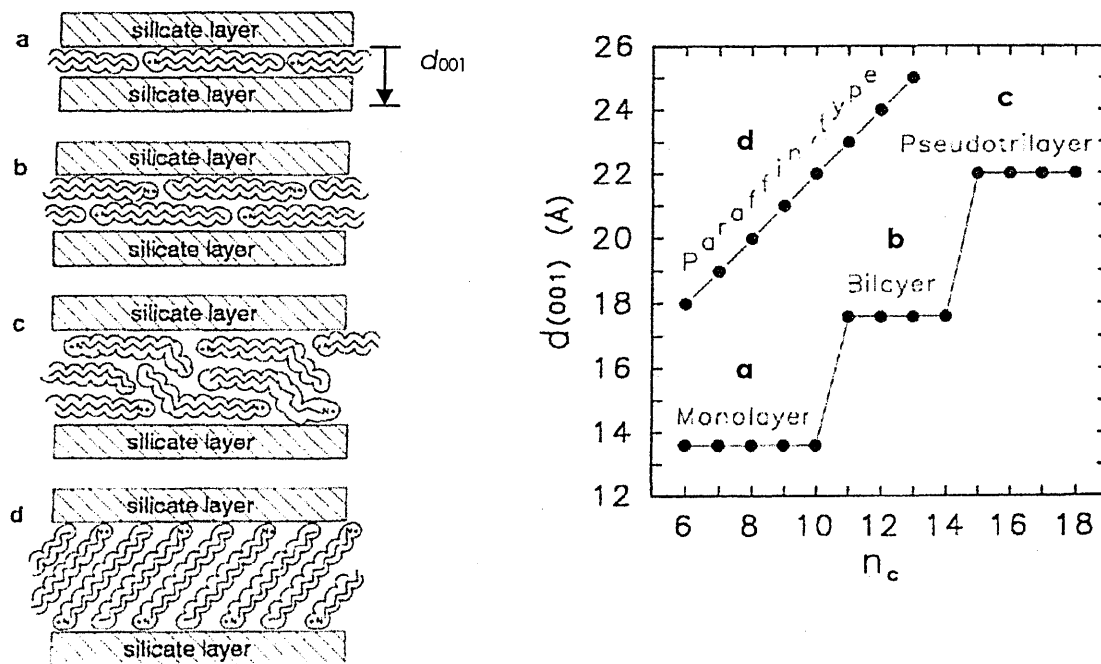 a
silicate layer
silicate layer
d001
b
silicate layer
silicate layer
c
silicate layer
silicate layer
d
silicate layer
silicate layer
26
24
22
20
18
16
14
12
d(001) (Å)
6 8 10 12 14 16 18
nc
d
Paraffin-type
c
Pseudotrilayer
b
Bilcyer
a
Monolayer